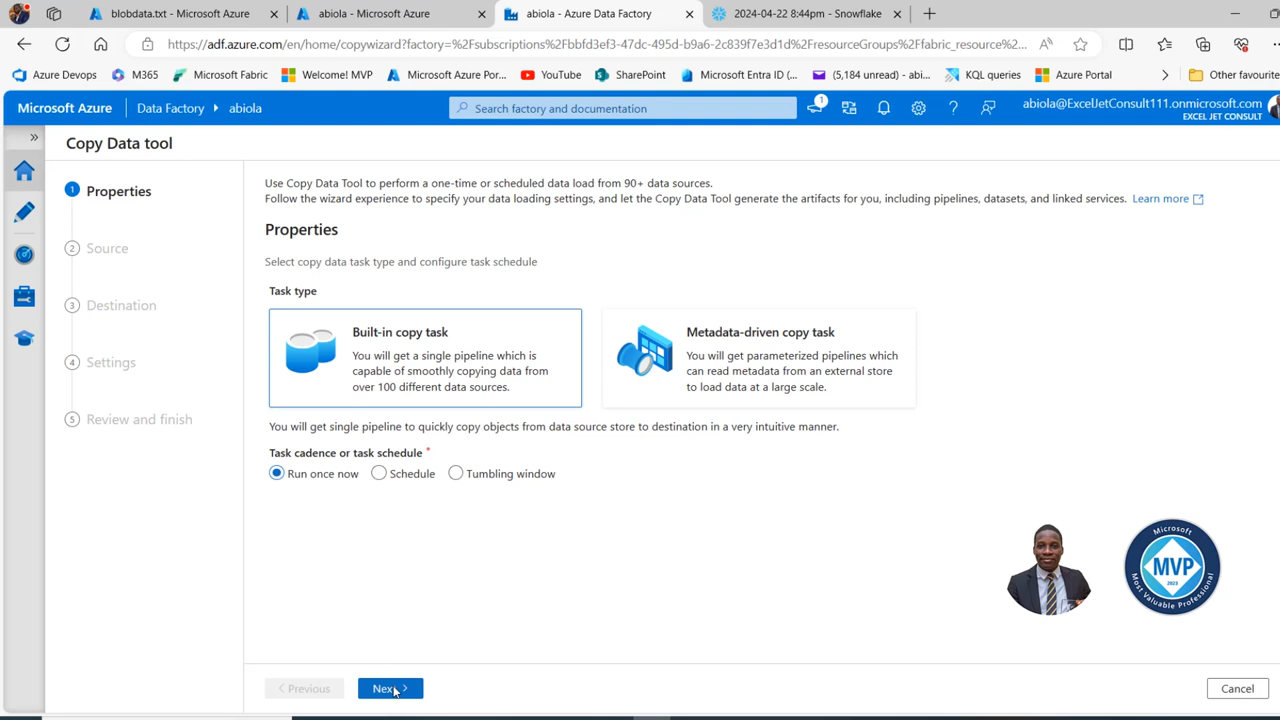 blobdata.txt - Microsoft Azure
abiola - Microsoft Azure
abiola - Azure Data Factory
2024-04-22 8:44pm - Snowflake
https://adf.azure.com/en/home/copywizard?factory=%2Fsubscriptions%2Fbbfd3ef3-47dc-495d-b9a6-2c839f7e3d1d%2FresourceGroups%2Ffabric_resource%2...
Azure Devops
M365
Microsoft Fabric
Welcome! MVP
Microsoft Azure Por...
YouTube
SharePoint
Microsoft Entra ID (...
(5,184 unread) - abi...
KQL queries
Azure Portal
Other favourite
Microsoft Azure
Data Factory
abiola
Search factory and documentation
1
abiola@ExcelJetConsult111.onmicrosoft.com
EXCEL JET CONSULT
Copy Data tool
1 Properties
2 Source
3 Destination
4 Settings
5 Review and finish
Use Copy Data Tool to perform a one-time or scheduled data load from 90+ data sources.
Follow the wizard experience to specify your data loading settings, and let the Copy Data Tool generate the artifacts for you, including pipelines, datasets, and linked services. Learn more
Properties
Select copy data task type and configure task schedule
Task type
Built-in copy task
You will get a single pipeline which is
capable of smoothly copying data from
over 100 different data sources.
Metadata-driven copy task
You will get parameterized pipelines which
can read metadata from an external store
to load data at a large scale.
You will get single pipeline to quickly copy objects from data source store to destination in a very intuitive manner.
Task cadence or task schedule *
Run once now
Schedule
Tumbling window
Microsoft
MVP
2023
Most Valuable Professional
Previous
Next
Cancel